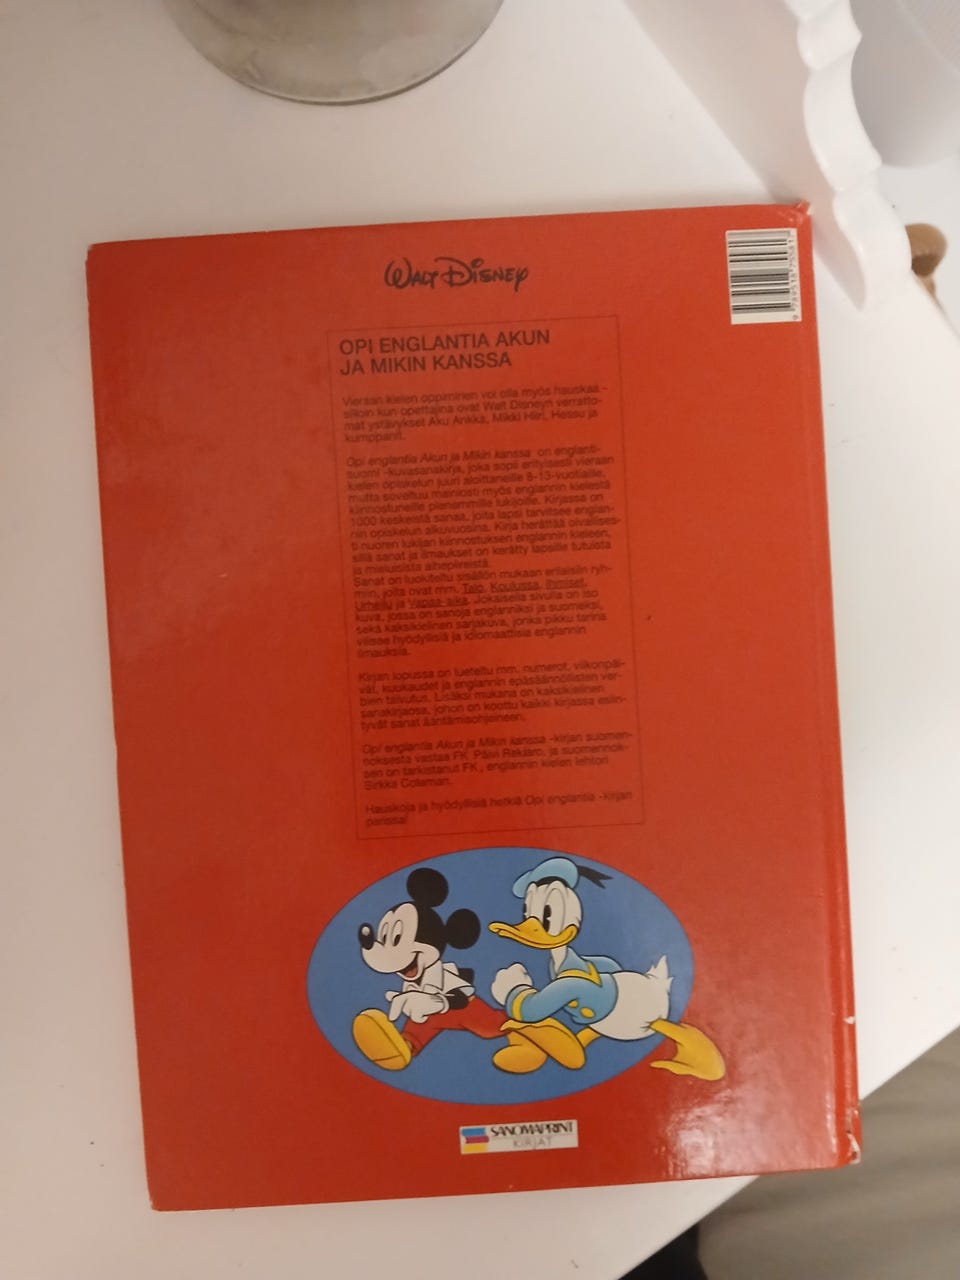 WALT DISNEY
OPI ENGLANTIA AKUN
JA MIKIN KANSSA
Vieraan kielen oppiminen voi olla myös hauskaa -
silloin kun opettajina ovat Walt Disneyn verratto-
mat ystävykset Aku Ankka, Mikki Hiiri, Hessu ja
kumppanit.
Opi englantia Akun ja Mikin kanssa on englanti-
suomi -kuvasanakirja, joka sopii erityisesti vieraan
kielen opiskelun juuri aloittaneille 8-13-vuotiaille,
mutta soveltuu mainiosti myös englannin kielestä
kiinnostuneille pienemmille lukijoille. Kirjassa on
1000 keskeistä sanaa, joita lapsi tarvitsee englan-
nin opiskelun alkuvuosina. Kirja herättää oivallises-
ti nuoren lukijan kiinnostuksen englannin kieleen,
sillä sanat ja ilmaukset on kerätty lapsille tutuista
ja mieluisista aihepiireistä.
Sanat on luokiteltu sisällön mukaan erilaisiin ryh-
miin, joita ovat mm. Talo, Koulussa, Ihmiset,
Urheilu ja Vapaa-aika. Jokaisella sivulla on iso
kuva, jossa on sanoja englanniksi ja suomeksi,
sekä kaksikielinen sarjakuva, jonka pikku tarina
vilisee hyödyllisiä ja idiomaattisia englannin
ilmauksia.
Kirjan lopussa on lueteltu mm. numerot, viikonpäi-
vät, kuukaudet ja englannin epäsäännöllisten ver-
bien taivutus. Lisäksi mukana on kaksikielinen
sanakirjaosa, johon on koottu kaikki kirjassa esiin-
tyvät sanat ääntämisohjeineen.
Opi englantia Akun ja Mikin kanssa -kirjan suomen-
noksesta vastaa FK Päivi Rekiaro, ja suomennok-
sen on tarkistanut FK, englannin kielen lehtori
Sirkka Coleman.
Hauskoja ja hyödyllisiä hetkiä Opi englantia -kirjan
parissa!
SANOMAPRINT
KIRJAT